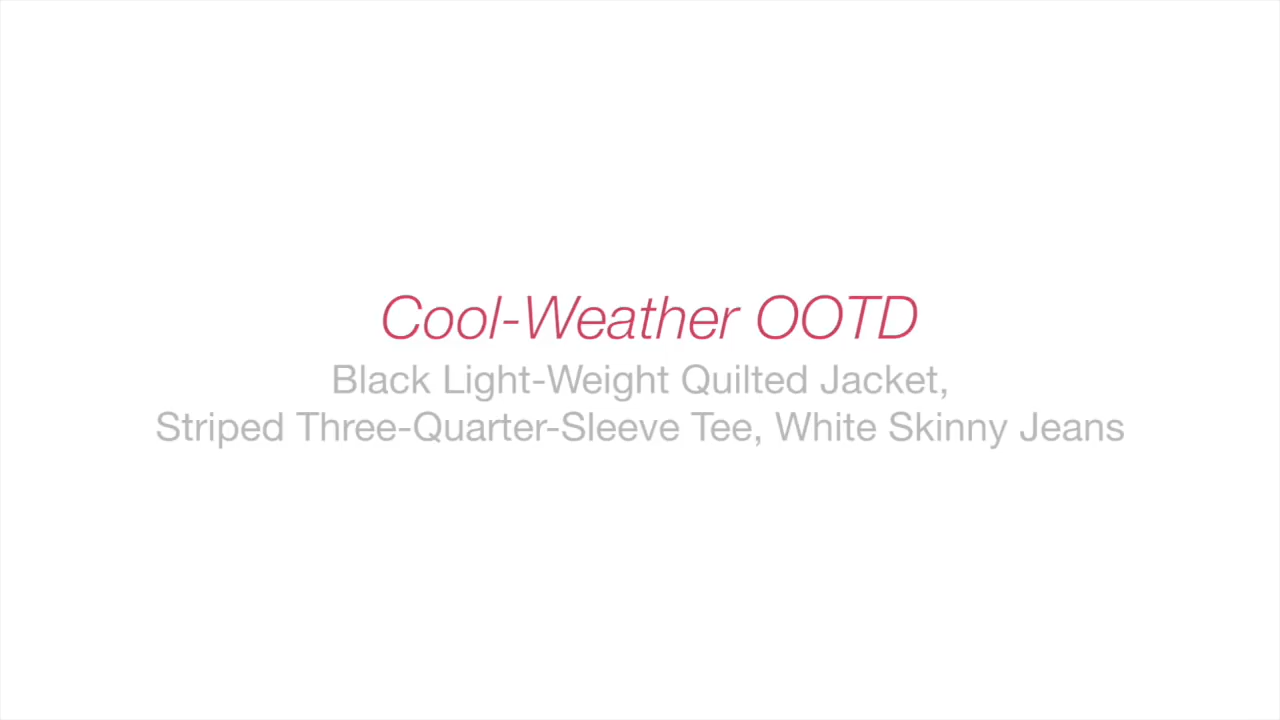 Cool-Weather OOTD
Black Light-Weight Quilted Jacket,
Striped Three-Quarter-Sleeve Tee, White Skinny Jeans